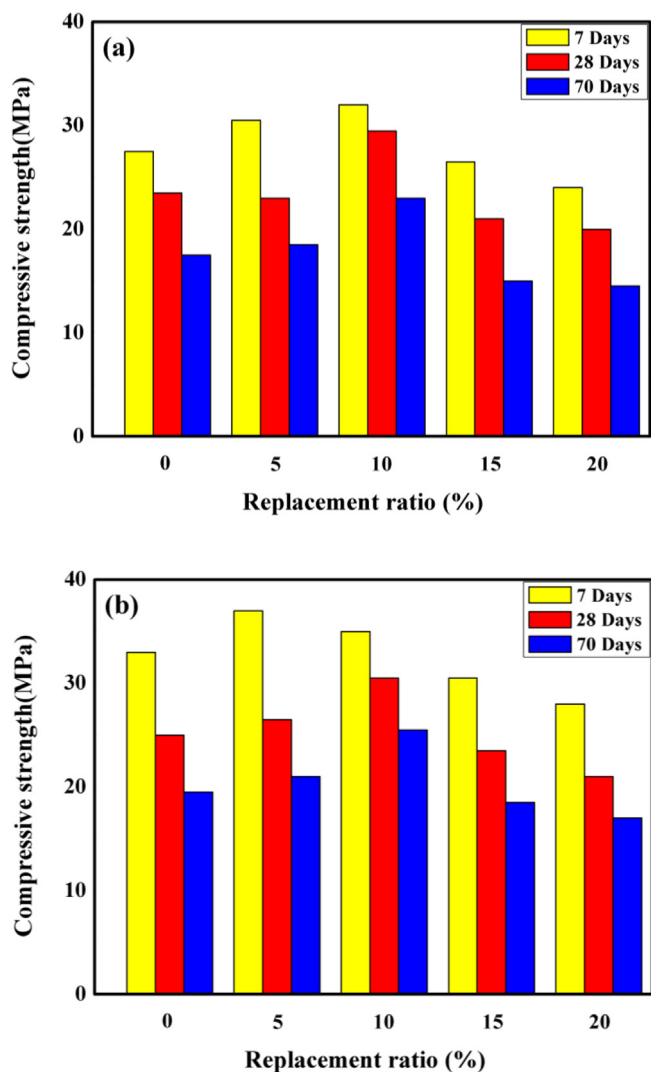 (a)
7 Days
28 Days
70 Days
40
30
20
10
0
Compressive strength(MPa)
0 5 10 15 20
Replacement ratio (%)
(b)
7 Days
28 Days
70 Days
40
30
20
10
0
Compressive strength(MPa)
0 5 10 15 20
Replacement ratio (%)